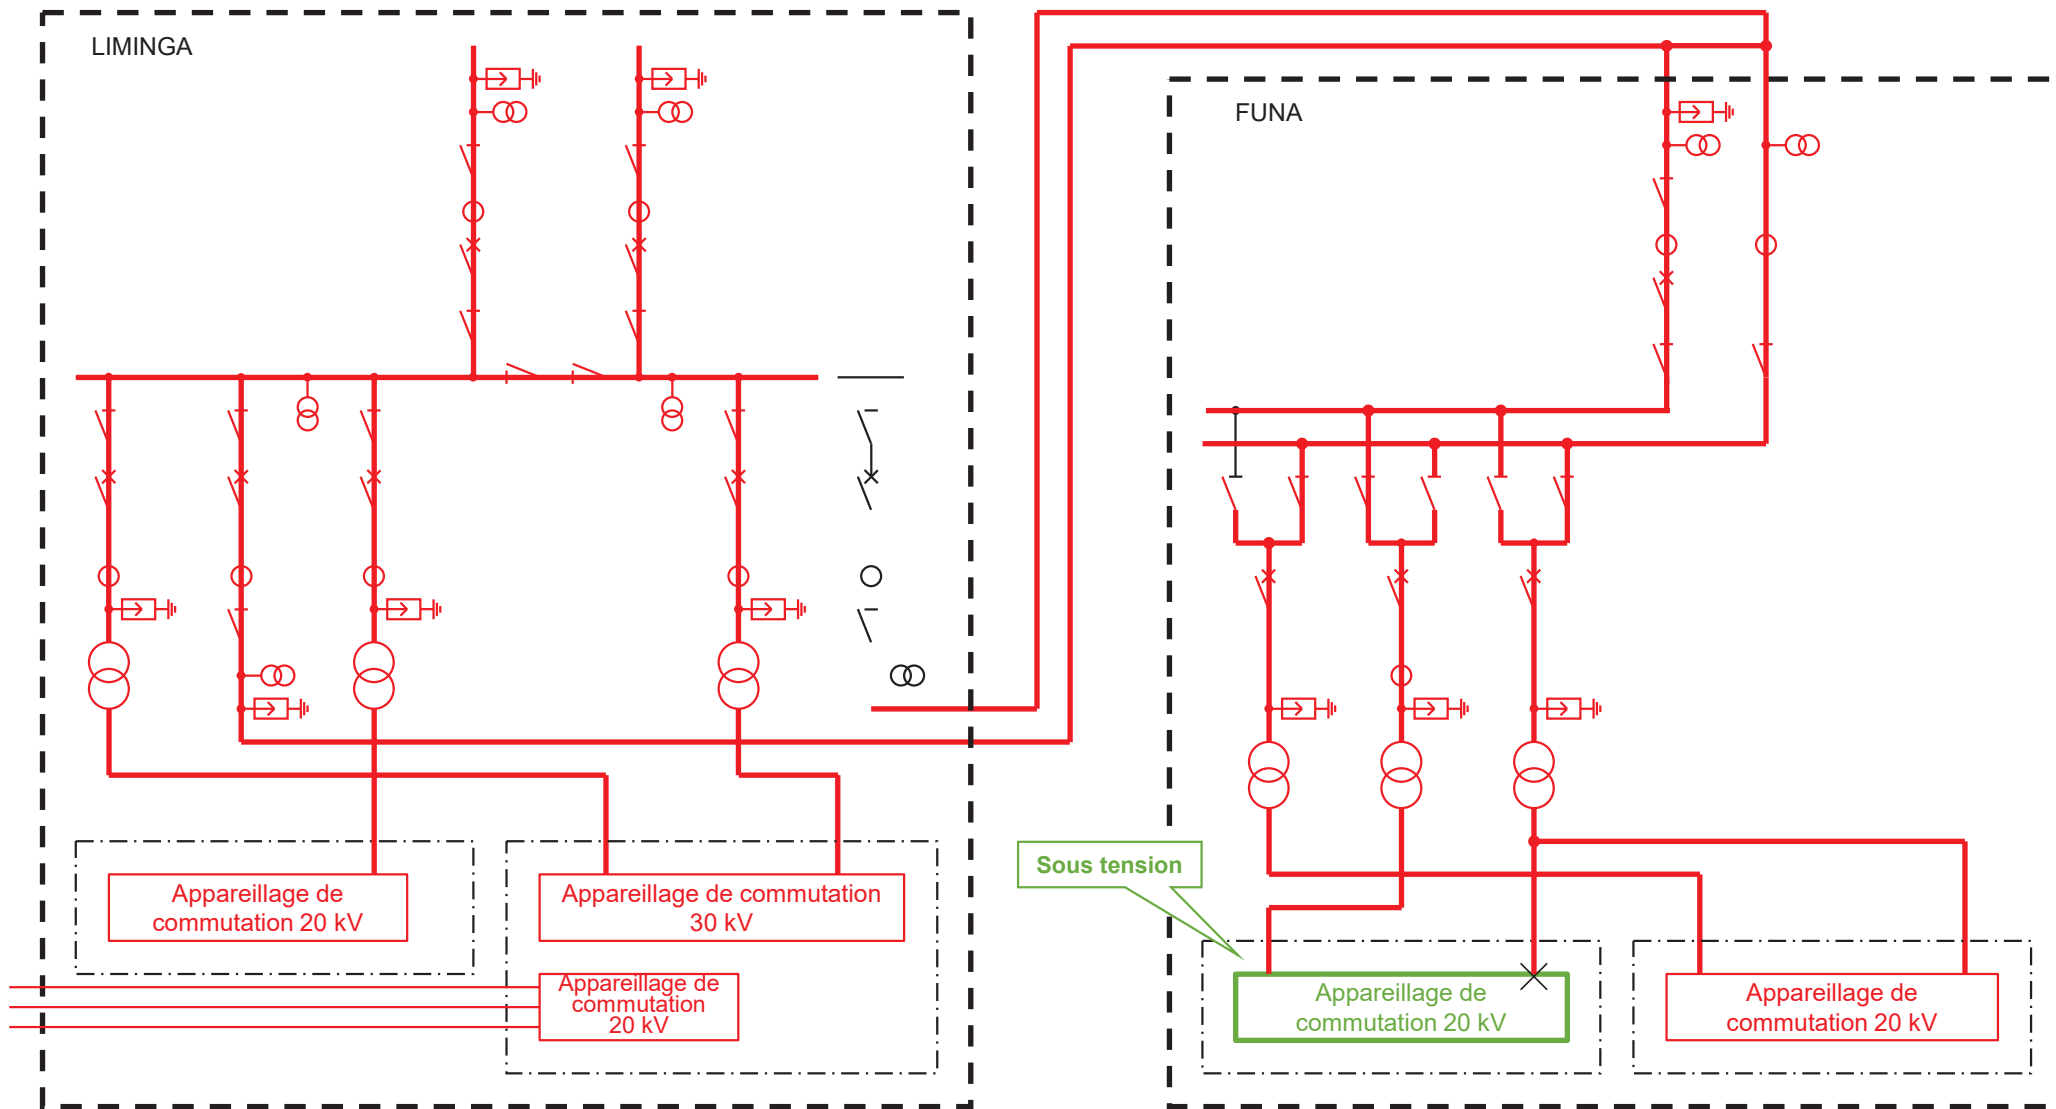 LIMINGA
FUNA
Sous tension
Appareillage de
commutation 20 kV
Appareillage de commutation
30 kV
Appareillage de
commutation
20 kV
Appareillage de
commutation 20 kV
Appareillage de
commutation 20 kV